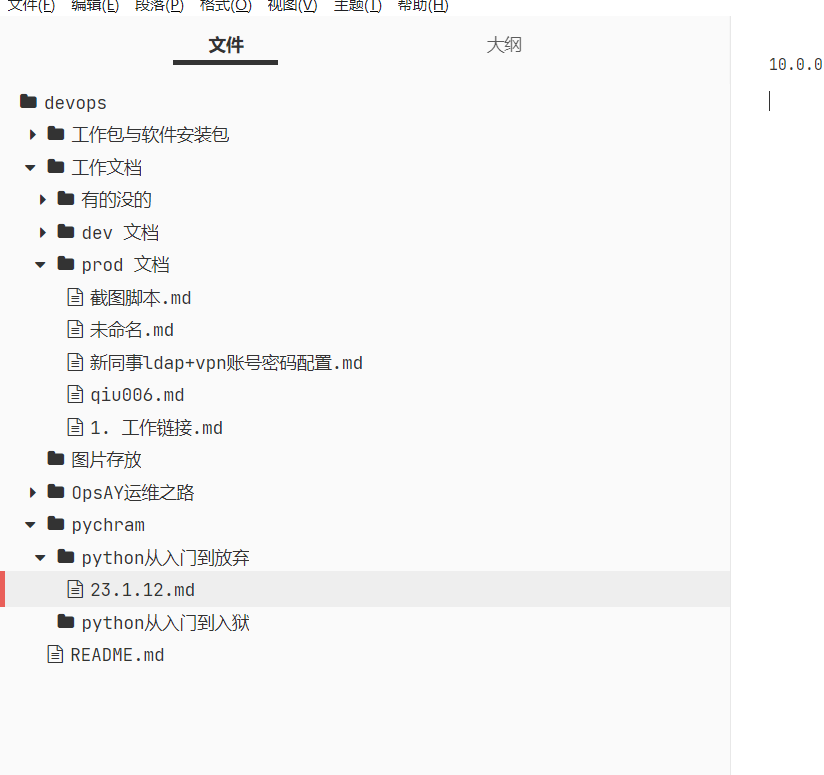 文件(F) 编辑(E) 段落(P) 格式(O) 视图(V) 主题(T) 帮助(H)
文件 大纲
10.0.0
devops
工作包与软件安装包
工作文档
有的没的
dev 文档
prod 文档
截图脚本.md
未命名.md
新同事ldap+vpn账号密码配置.md
qiu006.md
1. 工作链接.md
图片存放
OpsAY运维之路
pychram
python从入门到放弃
23.1.12.md
python从入门到入狱
README.md